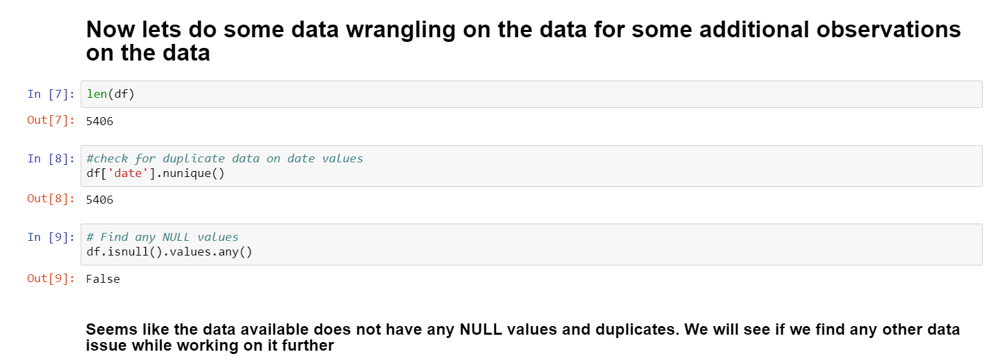 Now lets do some data wrangling on the data for some additional observations
on the data
In [7]: len(df)
Out[7]: 5406
In [8]: #check for duplicate data on date values
df['date'].nunique()
Out[8]: 5406
In [9]: # Find any NULL values
df.isnull().values.any()
Out[9]: False
Seems like the data available does not have any NULL values and duplicates. We will see if we find any other data
issue while working on it further